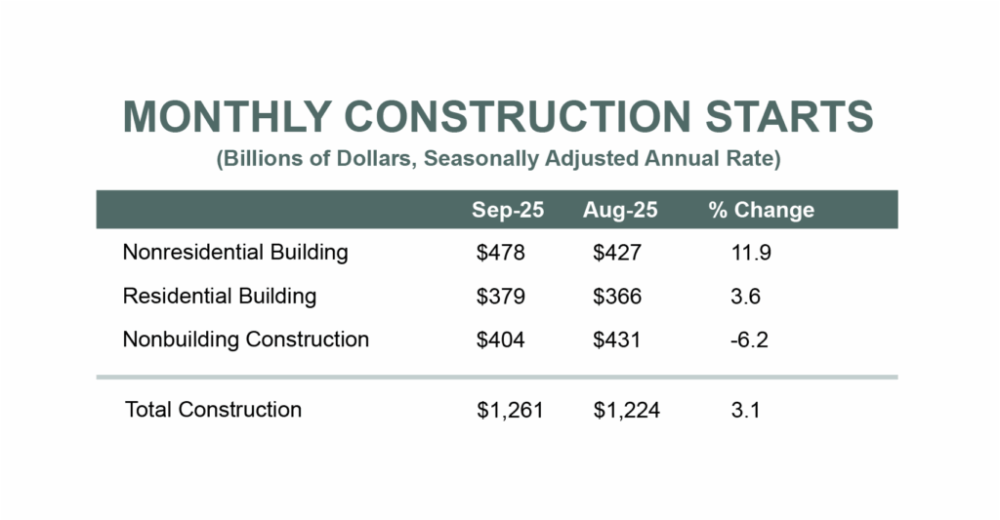 MONTHLY CONSTRUCTION STARTS
(Billions of Dollars, Seasonally Adjusted Annual Rate)
Sep-25 Aug-25 % Change
Nonresidential Building $478 $427 11.9
Residential Building $379 $366 3.6
Nonbuilding Construction $404 $431 -6.2
Total Construction $1,261 $1,224 3.1